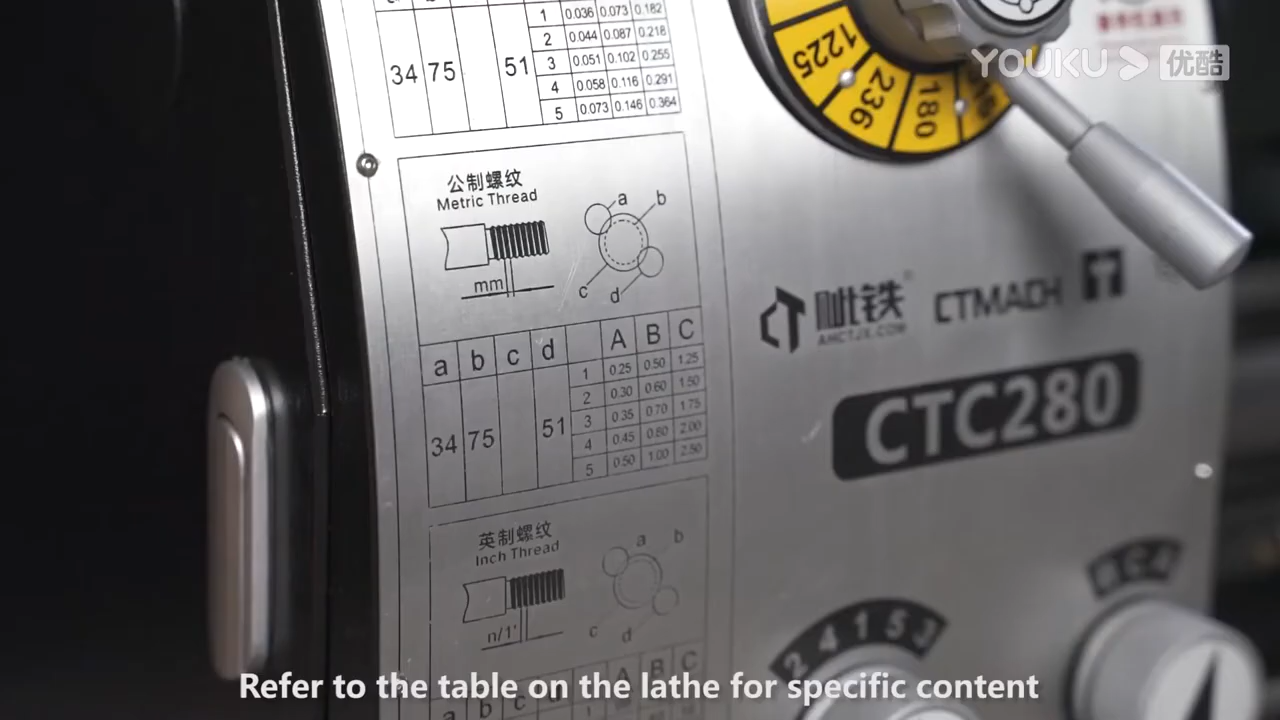 1 0.036 0.073 0.182
2 0.044 0.087 0.218
3 0.051 0.102 0.255
4 0.058 0.116 0.291
5 0.073 0.146 0.364
34 75 51
1225 236 180
YOUKU 优酷
公制螺纹
Metric Thread
a b
mm
c d
a b c d A B C
1 0.25 0.50 1.25
2 0.30 0.60 1.50
3 0.35 0.70 1.75
4 0.45 0.80 2.00
5 0.50 1.00 2.50
34 75 51
CTMACH
AHCTJX.COM
CTC280
英制螺纹
Inch Thread
a b
n/1"
c d
a b c d A B C
1
2 4 1 5 3
C A
Refer to the table on the lathe for specific content